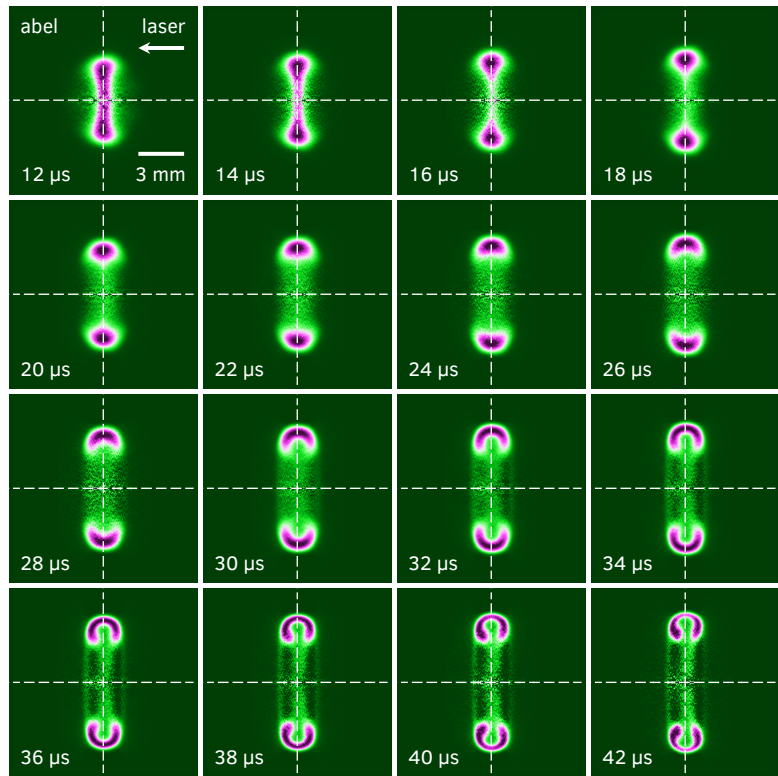 abel laser
3 mm
12 µs
14 µs
16 µs
18 µs
20 µs
22 µs
24 µs
26 µs
28 µs
30 µs
32 µs
34 µs
36 µs
38 µs
40 µs
42 µs